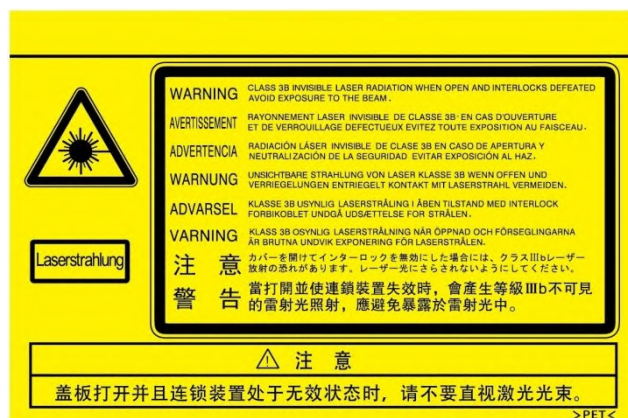 WARNING CLASS 3B INVISIBLE LASER RADIATION WHEN OPEN AND INTERLOCKS DEFEATED
AVOID EXPOSURE TO THE BEAM.
AVERTISSEMENT RAYONNEMENT LASER INVISIBLE DE CLASSE 3B EN CAS D'OUVERTURE
ET DE VERROUILLAGE DEFECTUEUX EVITEZ TOUTE EXPOSITION AU FAISCEAU.
ADVERTENCIA RADIACIÓN LÁSER INVISIBLE DE CLASE 3B EN CASO DE APERTURA Y
NEUTRALIZACIÓN DE LA SEGURIDAD EVITAR EXPOSICIÓN AL HAZ.
WARNUNG UNSICHTBARE STRAHLUNG VON LASER KLASSE 3B WENN OFFEN UND
VERRIEGELUNGEN ENTRIEGELT KONTAKT MIT LASERSTRAHL VERMEIDEN.
ADVARSEL KLASSE 3B USYNLIG LASERSTRÅLING I ÅBEN TILSTAND MED INTERLOCK
FORBIKOBLET UNDGÅ UDSÆTTELSE FOR STRÅLEN.
VARNING KLASS 3B OSYNLIG LASERSTRÅLNING NÄR ÖPPNAD OCH FÖRSEGLINGARNA
ÄR BRUTNA UNDVIK EXPONERING FÖR LASERSTRÅLEN.
Laserstrahlung
注 意 カバーを開けてインターロックを無効にした場合には、クラスIIIbレーザー
放射の恐れがあります。レーザー光にさらされないようにしてください。
警 告 當打開並使連鎖裝置失效時，會產生等級IIIb不可見
的雷射光照射，應避免暴露於雷射光中。
⚠ 注 意
盖板打开并且连锁装置处于无效状态时，请不要直视激光光束。
>PET<